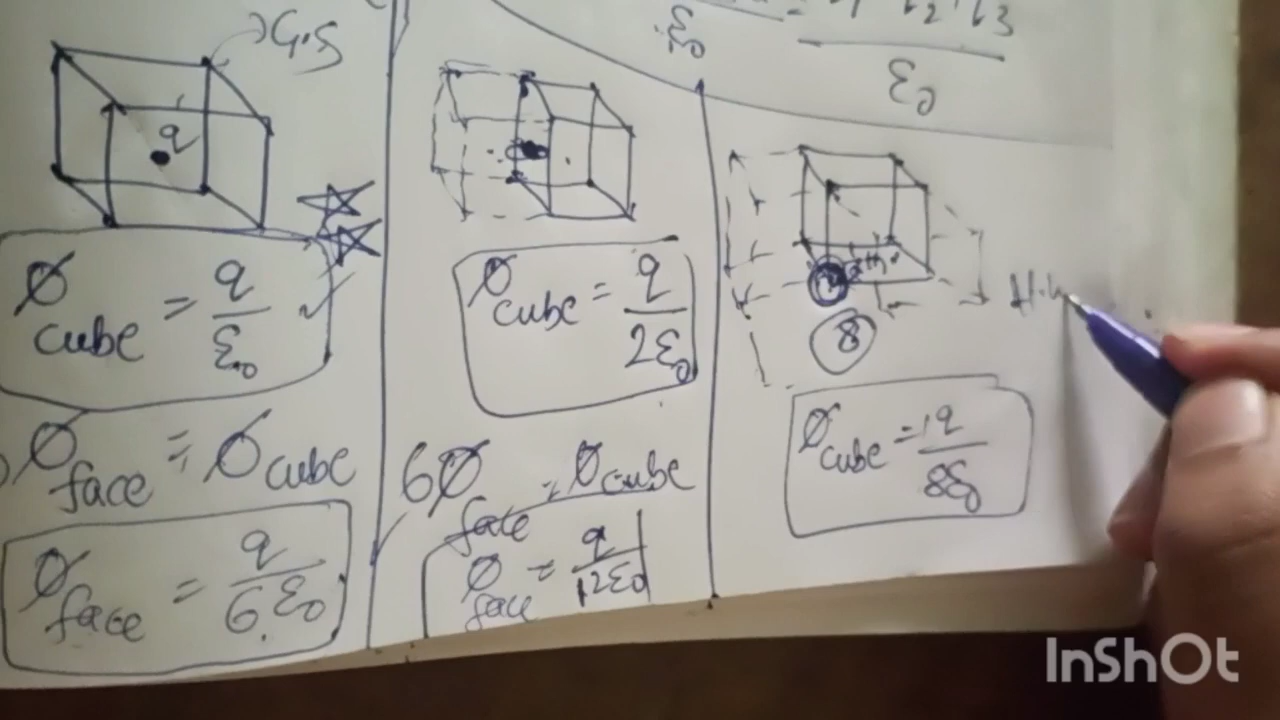 G.S
q
ϕ cube = q/ε₀
ϕ face = ϕ cube
ϕ face = q/6.ε₀
ϕ cube = q/2ε₀
6ϕ face = ϕ cube
ϕ face = q/12ε₀
ε₀
8
ϕ cube = 1q/8ε₀
H.W
InShOt